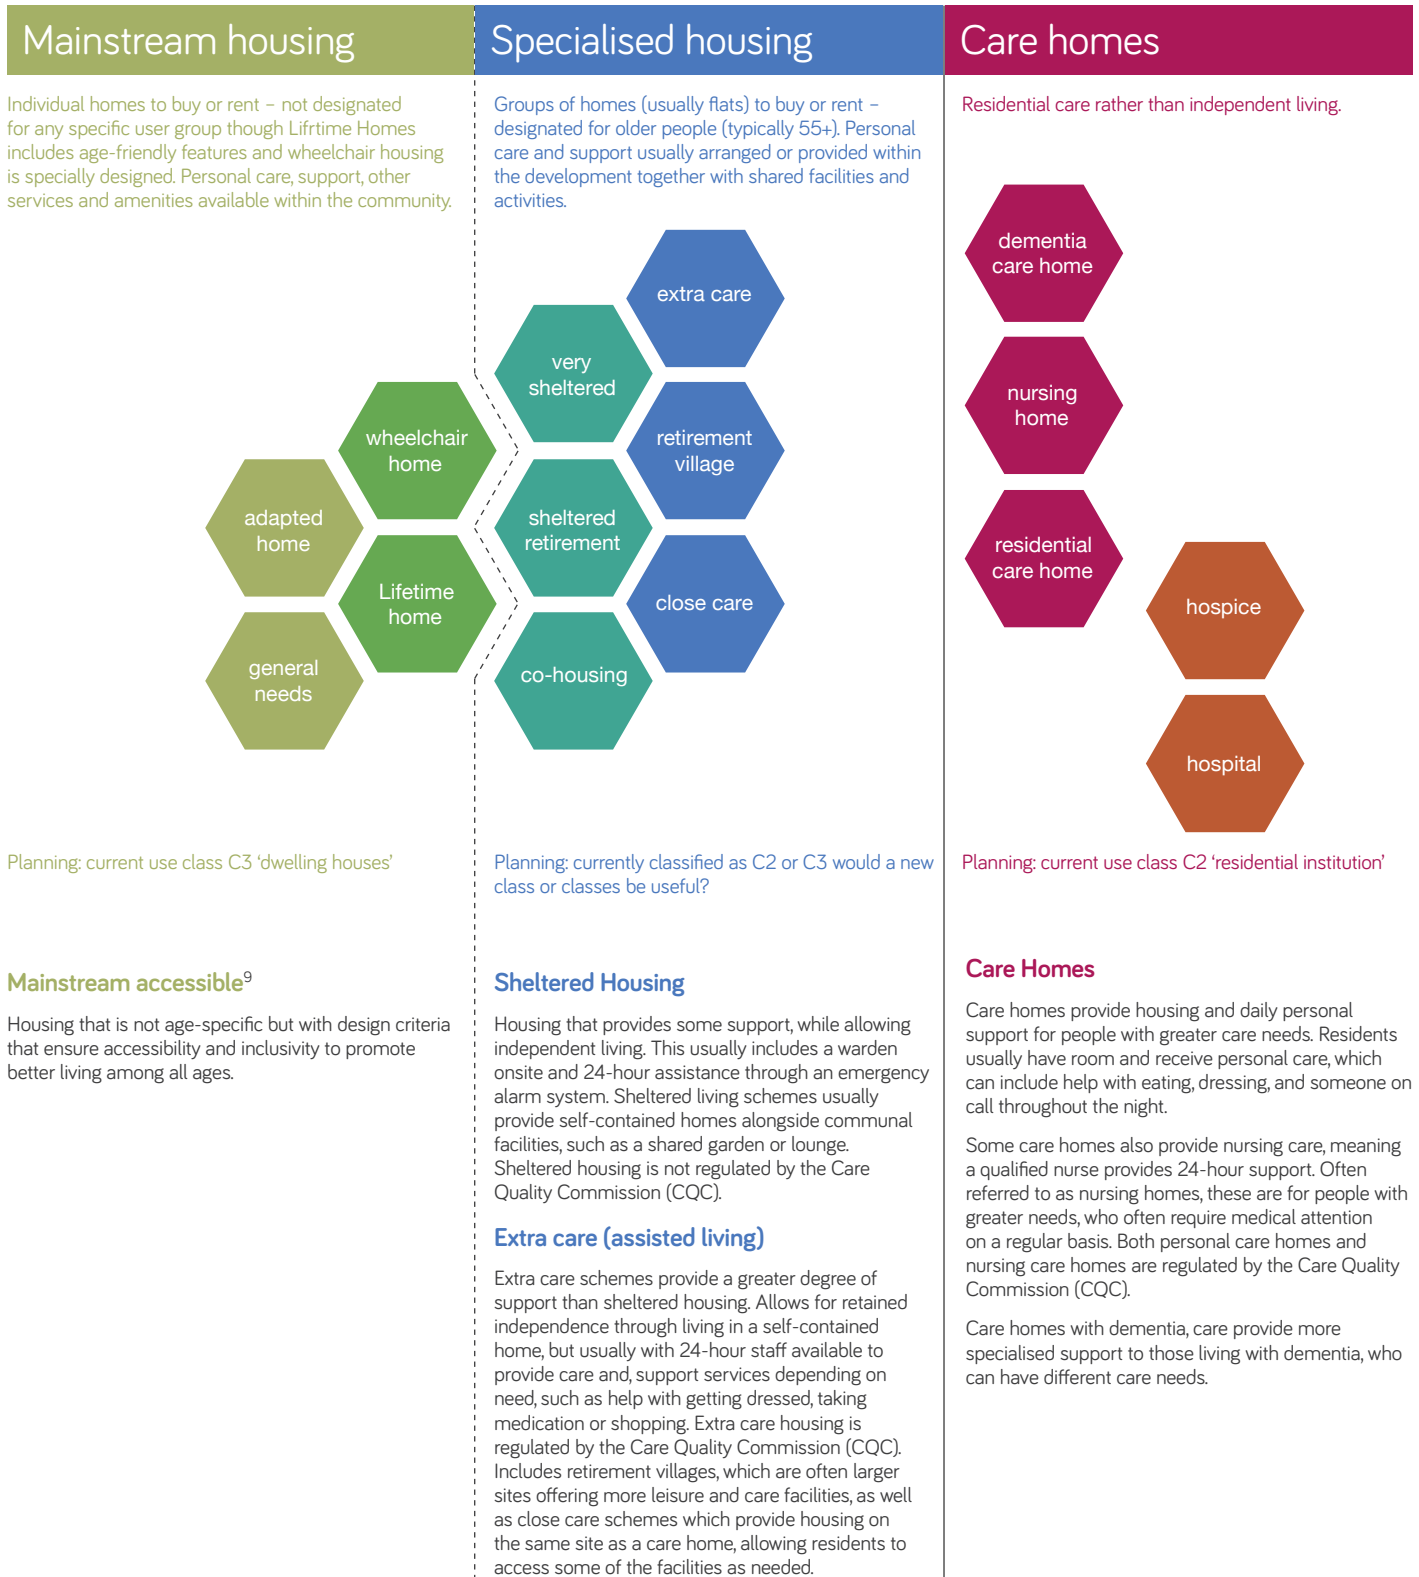 Mainstream housing
Individual homes to buy or rent – not designated
for any specific user group though Lifrtime Homes
includes age-friendly features and wheelchair housing
is specially designed. Personal care, support, other
services and amenities available within the community.
wheelchair
home
adapted
home
Lifetime
home
general
needs
Planning: current use class C3 ‘dwelling houses’
Mainstream accessible9
Housing that is not age-specific but with design criteria
that ensure accessibility and inclusivity to promote
better living among all ages.
Specialised housing
Groups of homes (usually flats) to buy or rent –
designated for older people (typically 55+). Personal
care and support usually arranged or provided within
the development together with shared facilities and
activities.
extra care
very
sheltered
retirement
village
sheltered
retirement
close care
co-housing
Planning: currently classified as C2 or C3 would a new
class or classes be useful?
Sheltered Housing
Housing that provides some support, while allowing
independent living. This usually includes a warden
onsite and 24-hour assistance through an emergency
alarm system. Sheltered living schemes usually
provide self-contained homes alongside communal
facilities, such as a shared garden or lounge.
Sheltered housing is not regulated by the Care
Quality Commission (CQC).
Extra care (assisted living)
Extra care schemes provide a greater degree of
support than sheltered housing. Allows for retained
independence through living in a self-contained
home, but usually with 24-hour staff available to
provide care and, support services depending on
need, such as help with getting dressed, taking
medication or shopping. Extra care housing is
regulated by the Care Quality Commission (CQC).
Includes retirement villages, which are often larger
sites offering more leisure and care facilities, as well
as close care schemes which provide housing on
the same site as a care home, allowing residents to
access some of the facilities as needed.
Care homes
Residential care rather than independent living.
dementia
care home
nursing
home
residential
care home
hospice
hospital
Planning: current use class C2 ‘residential institution’
Care Homes
Care homes provide housing and daily personal
support for people with greater care needs. Residents
usually have room and receive personal care, which
can include help with eating, dressing, and someone on
call throughout the night.
Some care homes also provide nursing care, meaning
a qualified nurse provides 24-hour support. Often
referred to as nursing homes, these are for people with
greater needs, who often require medical attention
on a regular basis. Both personal care homes and
nursing care homes are regulated by the Care Quality
Commission (CQC).
Care homes with dementia, care provide more
specialised support to those living with dementia, who
can have different care needs.